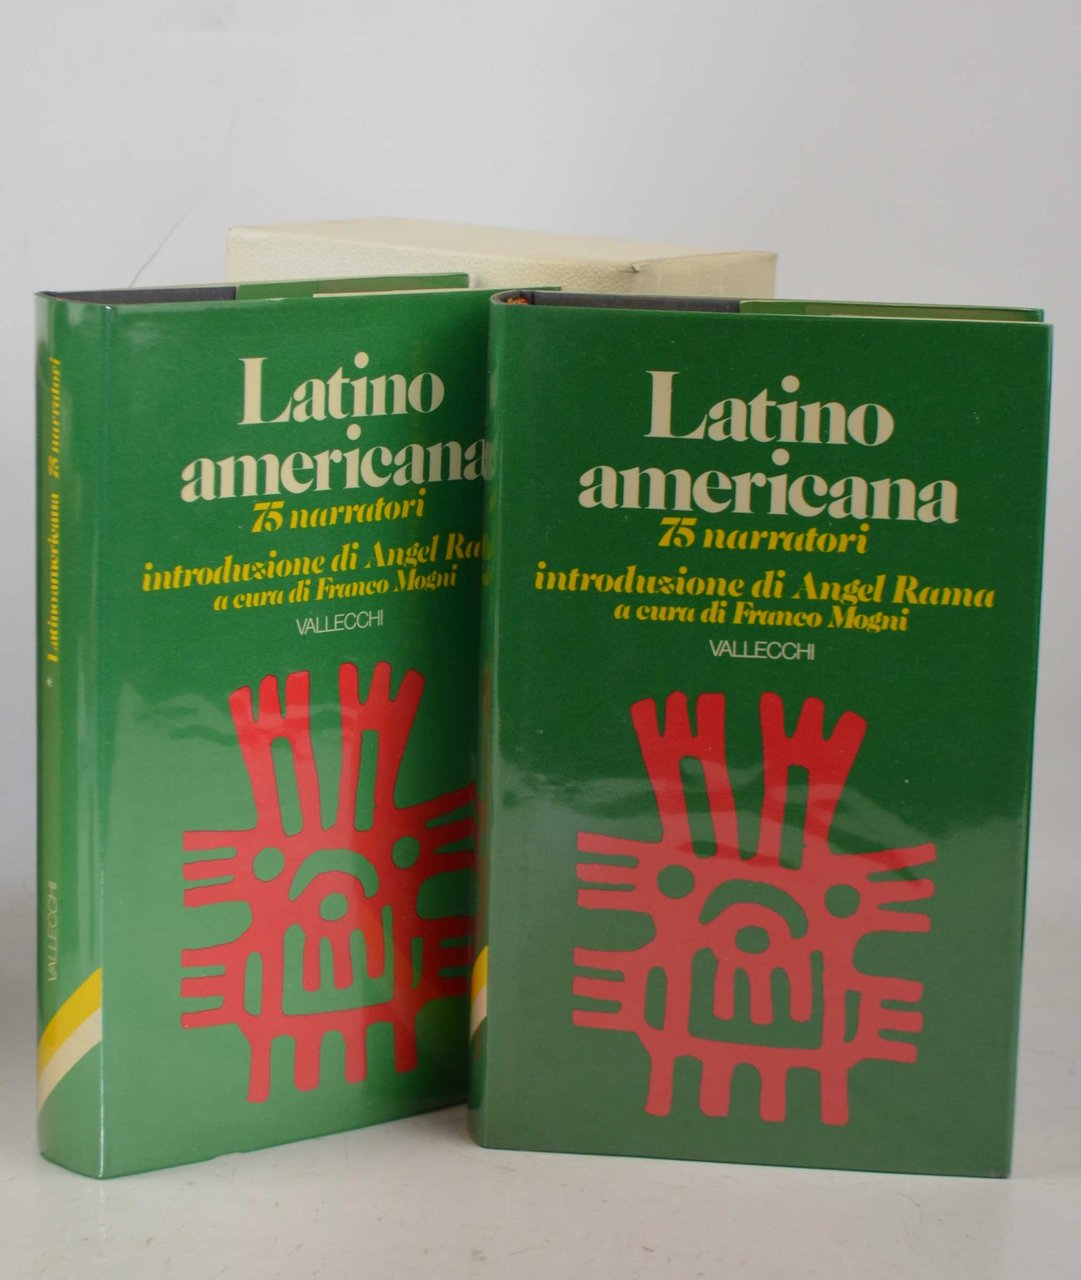 * Latinoamericana 75 narratori
VALLECCHI
Latino
americana
75 narratori
introduzione di Angel Ra
a cura di Franco Mogni
VALLECCHI
Latino
americana
75 narratori
introduzione di Angel Rama
a cura di Franco Mogni
VALLECCHI